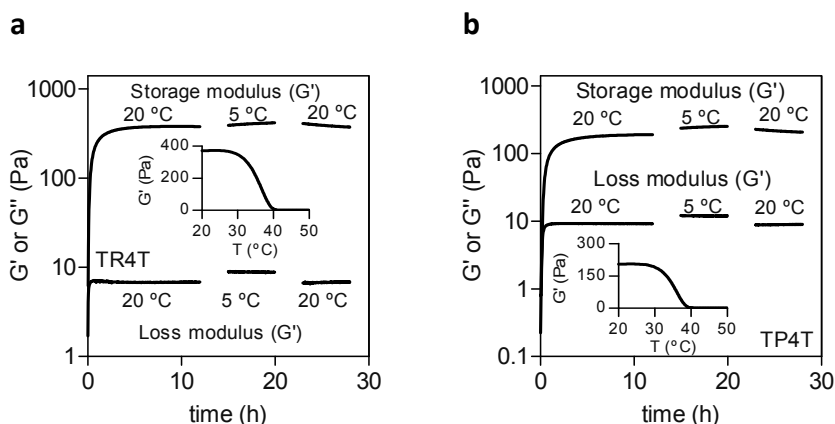 a
1000
100
10
1
G' or G'' (Pa)
Storage modulus (G')
20 ºC
5 ºC
20 ºC
400
200
0
G' (Pa)
20 30 40 50
T (ºC)
TR4T
20 ºC
5 ºC
20 ºC
Loss modulus (G')
0 10 20 30
time (h)
b
1000
100
10
1
0.1
G' or G'' (Pa)
Storage modulus (G')
20 ºC
5 ºC
20 ºC
Loss modulus (G')
20 ºC
5 ºC
20 ºC
300
150
0
G' (Pa)
20 30 40 50
T (ºC)
TP4T
0 10 20 30
time (h)